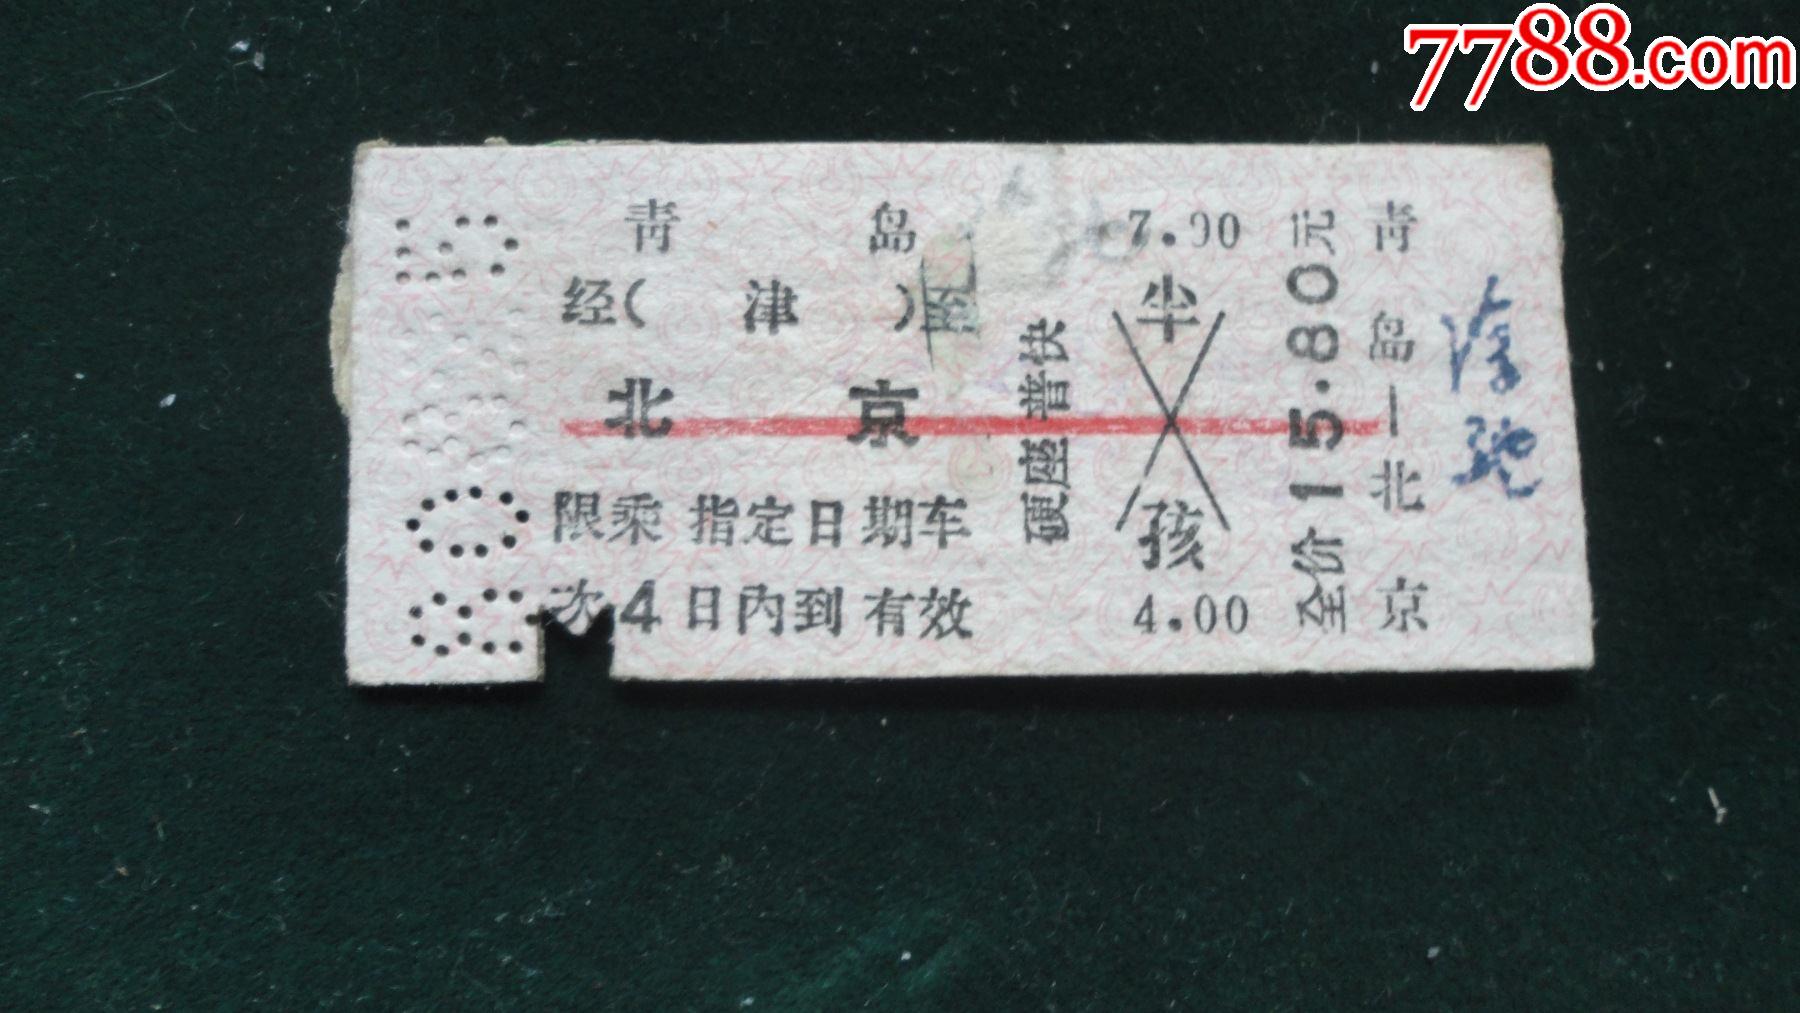 7788.com
青岛
经(津)
北京
限乘指定日期车
次4日内到有效
硬座普快
7.90
半
孩
4.00
全价15.80元
青岛—北京